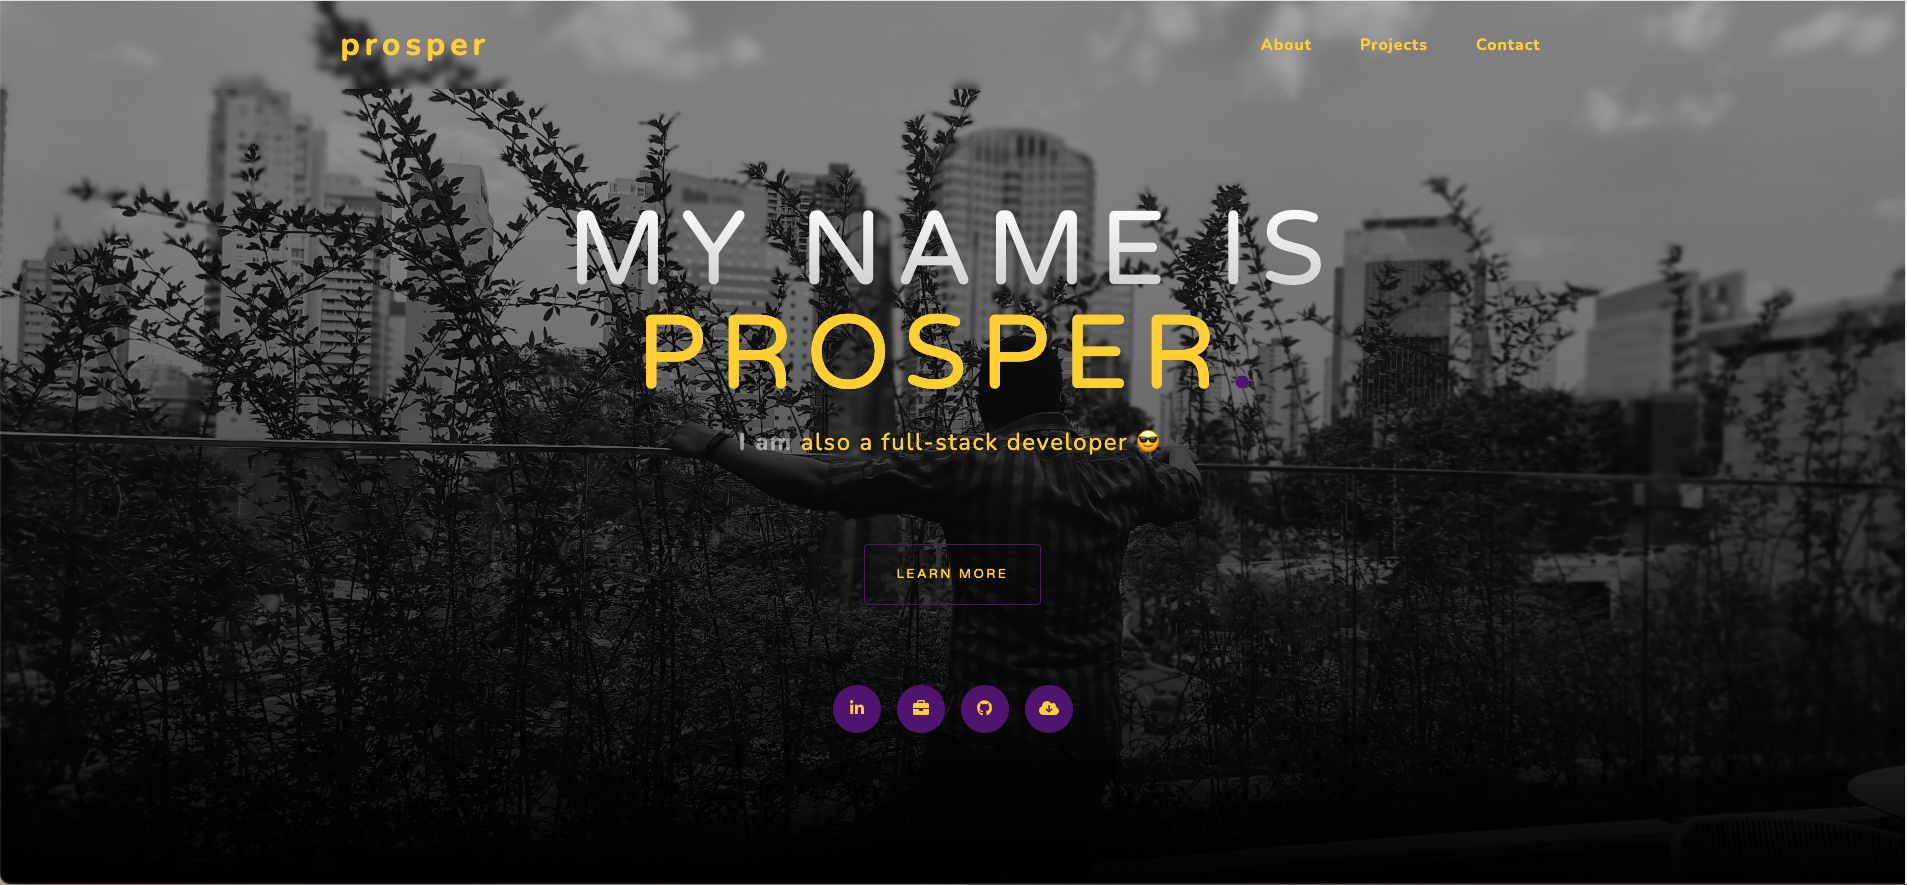 prosper
About Projects Contact
MY NAME IS
PROSPER.
I am also a full-stack developer 😎
LEARN MORE
in